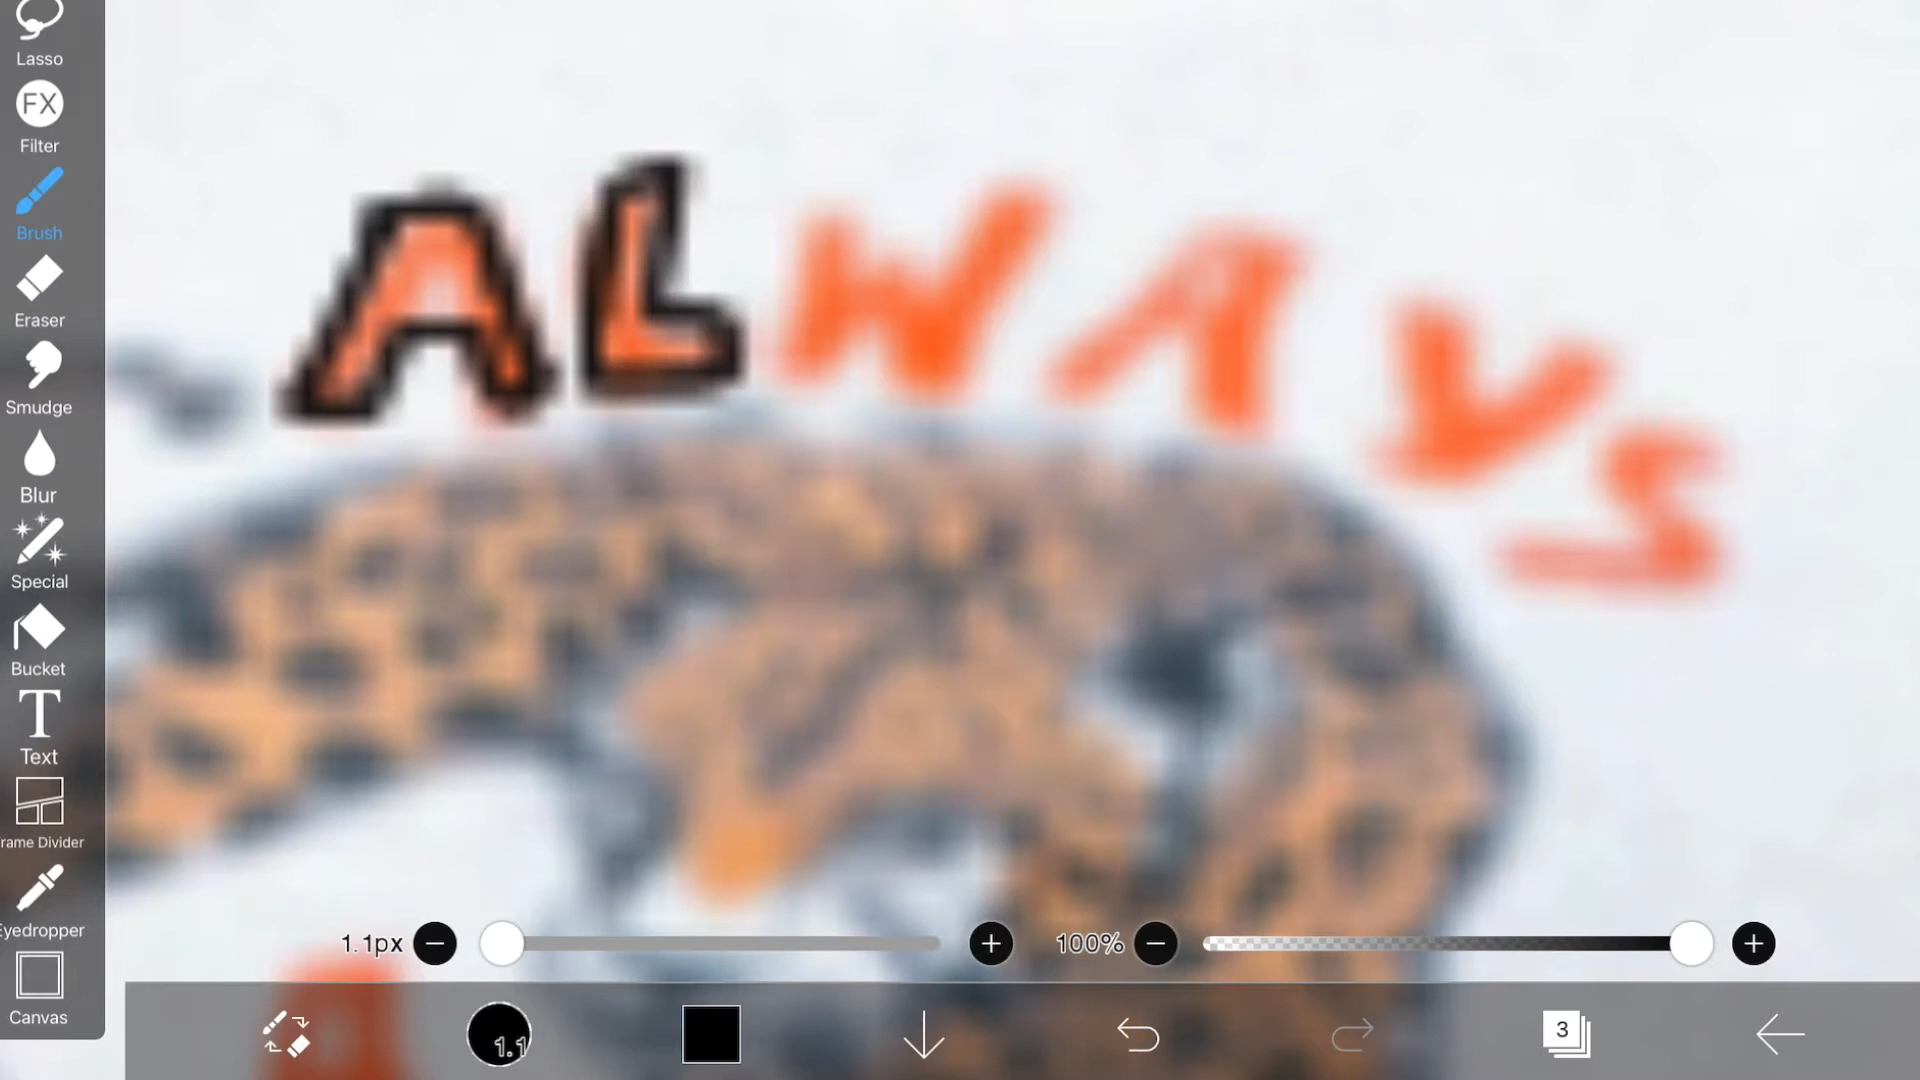 Lasso
FX
Filter
Brush
Eraser
Smudge
Blur
Special
Bucket
T
Text
rame Divider
Eyedropper
Canvas
ALWAYS
1.1px
100%
1.1
3